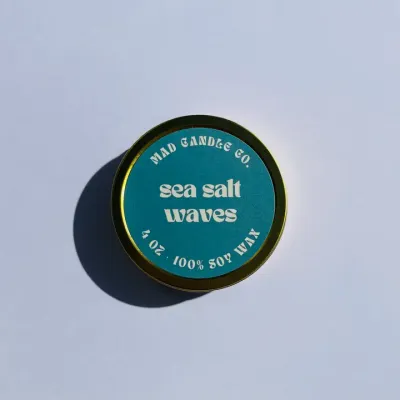 MAD CANDLE CO.
sea salt
waves
4 OZ · 100% SOY WAX